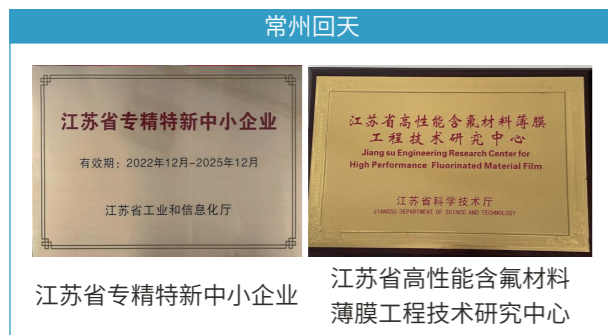 常州回天
江苏省专精特新中小企业
有效期：2022年12月-2025年12月
江苏省工业和信息化厅
江苏省高性能含氟材料薄膜
工程技术研究中心
Jiang su Engineering Research Center for
High Performance Fluorinated Material Film
江苏省科学技术厅
JIANGSU DEPARTMENT OF SCIENCE AND TECHNOLOGY
江苏省专精特新中小企业
江苏省高性能含氟材料
薄膜工程技术研究中心